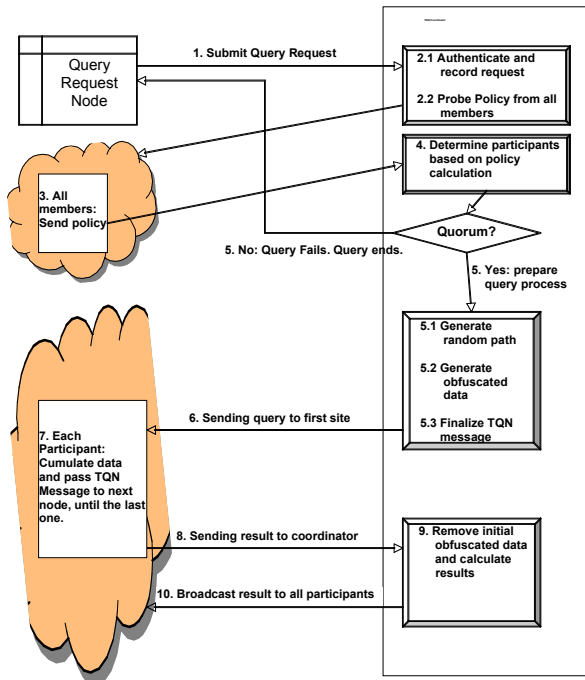 Query
Request
Node
1. Submit Query Request
2.1 Authenticate and
record request
2.2 Probe Policy from all
members
3. All
members:
Send policy
4. Determine participants
based on policy
calculation
Quorum?
5. No: Query Fails. Query ends.
5. Yes: prepare
query process
5.1 Generate
random path
5.2 Generate
obfuscated
data
5.3 Finalize TQN
message
6. Sending query to first site
7. Each
Participant:
Cumulate data
and pass TQN
Message to next
node, until the last
one.
8. Sending result to coordinator
9. Remove initial
obfuscated data
and calculate
results
10. Broadcast result to all participants